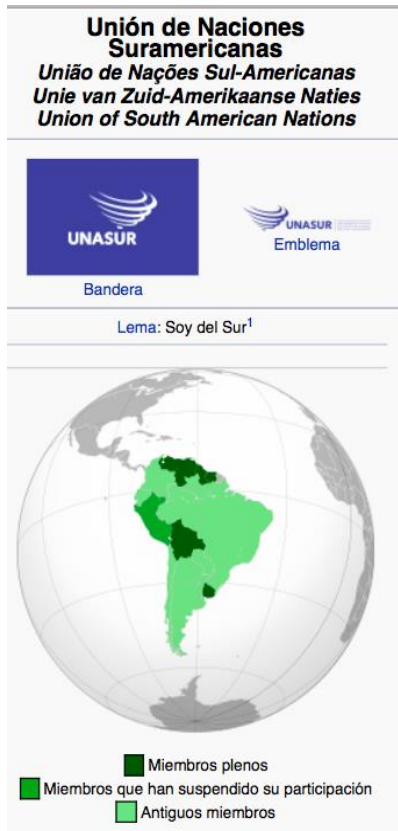 Unión de Naciones
Suramericanas
União de Nações Sul-Americanas
Unie van Zuid-Amerikaanse Naties
Union of South American Nations
UNASUR
UNASUR
Emblema
Bandera
Lema: Soy del Sur1
Miembros plenos
Miembros que han suspendido su participación
Antiguos miembros